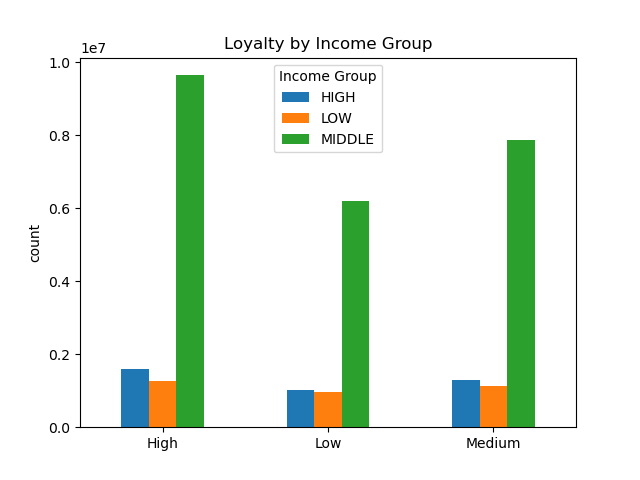 Loyalty by Income Group
1e7
1.0
0.8
0.6
0.4
0.2
0.0
count
Income Group
HIGH
LOW
MIDDLE
High
Low
Medium